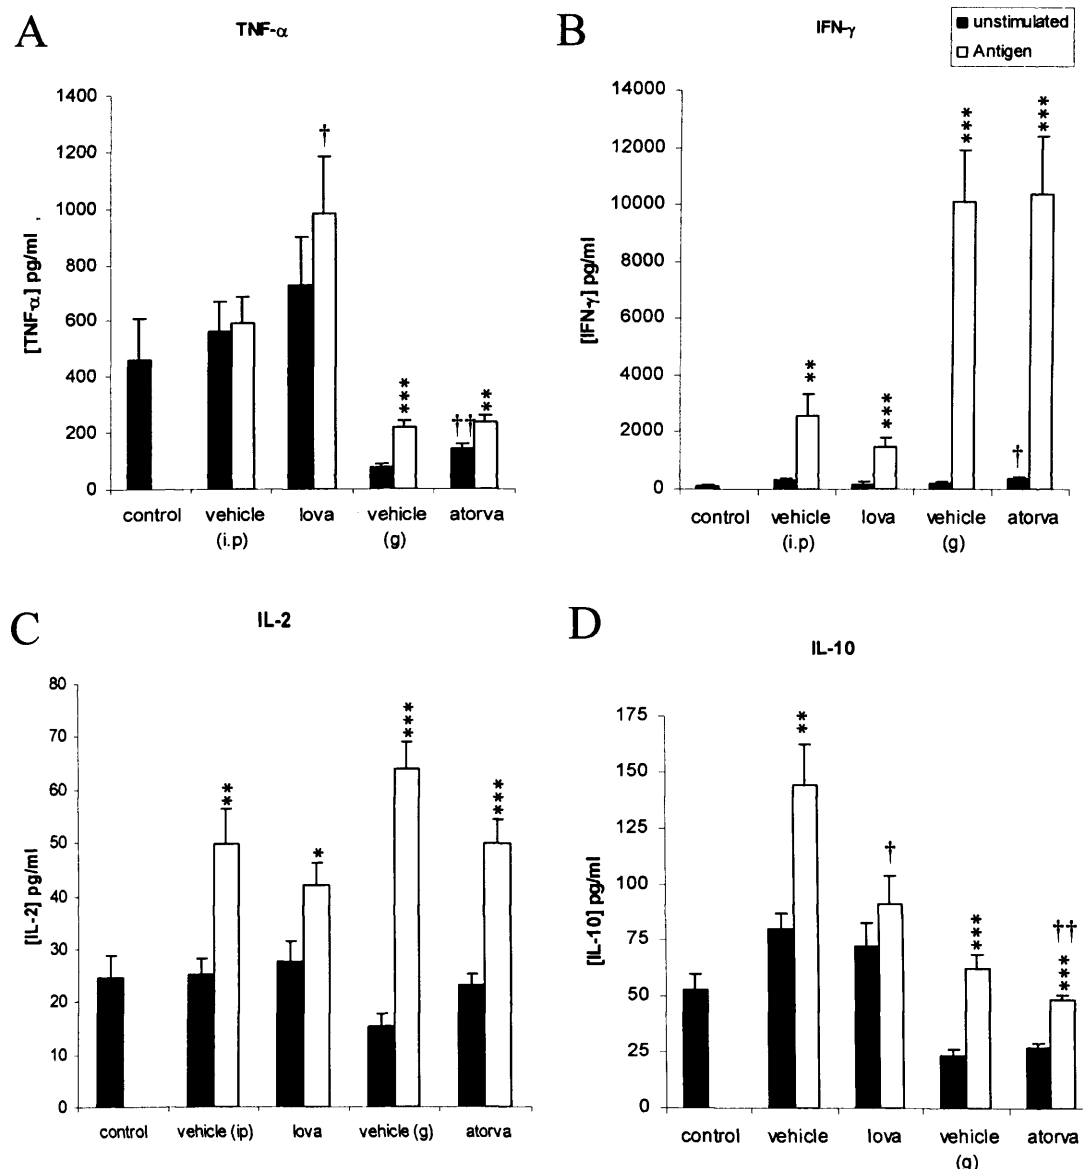 A
TNF-α
[TNF-α] pg/ml .
1400
1200
1000
800
600
400
200
0
†
***
††
**
control
vehicle
(i.p)
lova
vehicle
(g)
atorva
B
IFN-γ
unstimulated
Antigen
[IFN-γ] pg/ml
14000
12000
10000
8000
6000
4000
2000
0
**
***
***
†
***
control
vehicle
(i.p)
lova
vehicle
(g)
atorva
C
IL-2
[IL-2] pg/ml
80
70
60
50
40
30
20
10
0
**
*
***
***
control
vehicle (ip)
lova
vehicle (g)
atorva
D
IL-10
[IL-10] pg/ml
175
150
125
100
75
50
25
0
**
†
***
††
***
control
vehicle
lova
vehicle
(g)
atorva